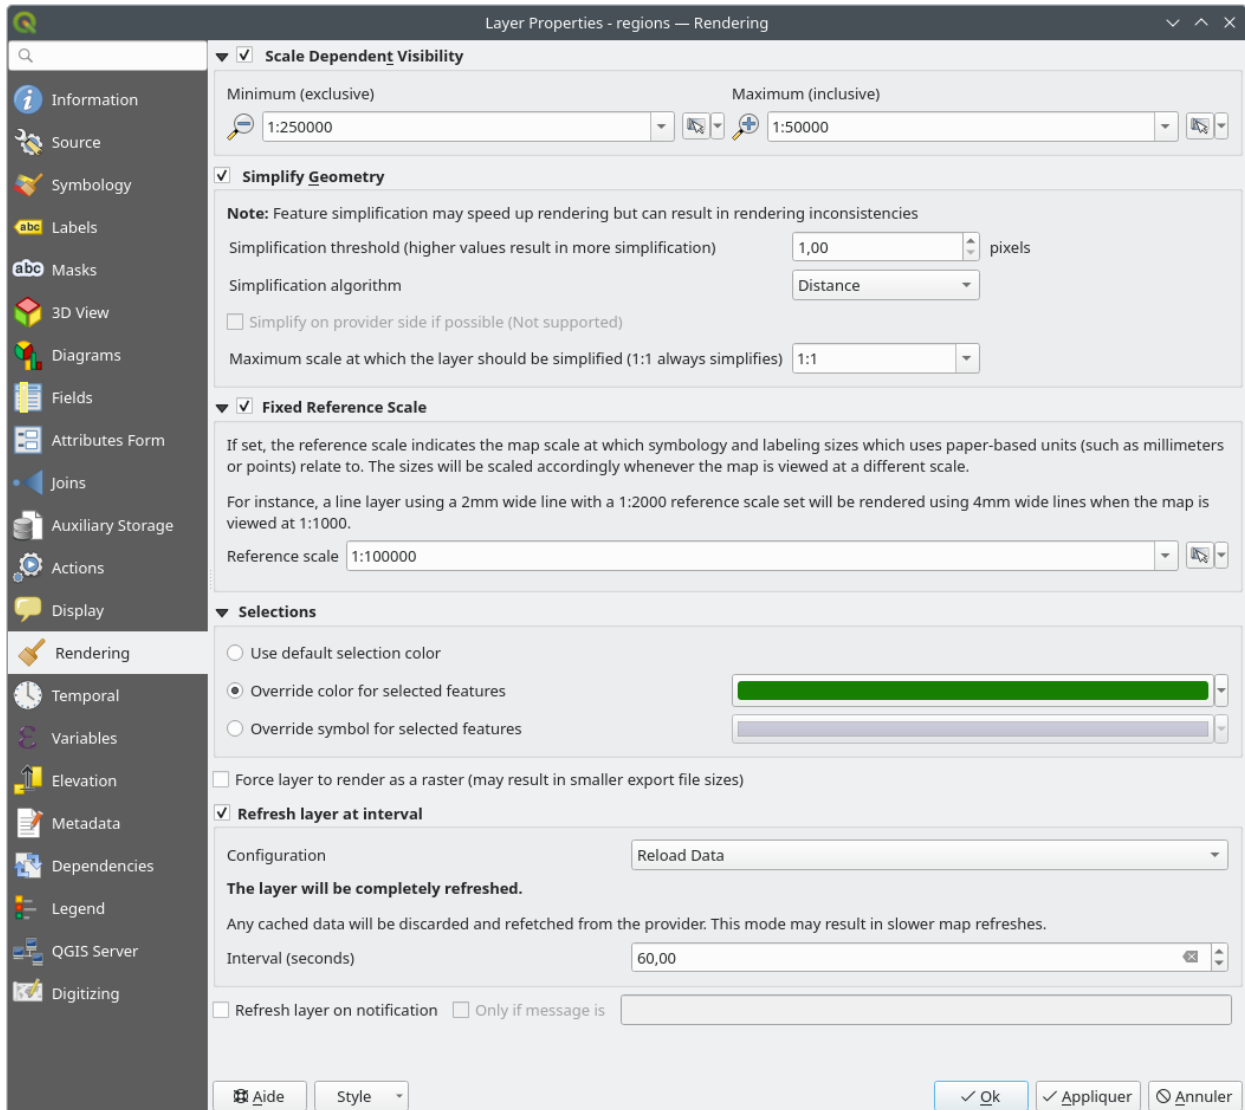 Layer Properties - regions — Rendering
Information
Source
Symbology
abc Labels
abc Masks
3D View
Diagrams
Fields
Attributes Form
Joins
Auxiliary Storage
Actions
Display
Rendering
Temporal
Variables
Elevation
Metadata
Dependencies
Legend
QGIS Server
Digitizing
Scale Dependent Visibility
Minimum (exclusive) Maximum (inclusive)
1:250000 1:50000
Simplify Geometry
Note: Feature simplification may speed up rendering but can result in rendering inconsistencies
Simplification threshold (higher values result in more simplification) 1,00 pixels
Simplification algorithm Distance
Simplify on provider side if possible (Not supported)
Maximum scale at which the layer should be simplified (1:1 always simplifies) 1:1
Fixed Reference Scale
If set, the reference scale indicates the map scale at which symbology and labeling sizes which uses paper-based units (such as millimeters
or points) relate to. The sizes will be scaled accordingly whenever the map is viewed at a different scale.
For instance, a line layer using a 2mm wide line with a 1:2000 reference scale set will be rendered using 4mm wide lines when the map is
viewed at 1:1000.
Reference scale 1:100000
Selections
Use default selection color
Override color for selected features
Override symbol for selected features
Force layer to render as a raster (may result in smaller export file sizes)
Refresh layer at interval
Configuration Reload Data
The layer will be completely refreshed.
Any cached data will be discarded and refetched from the provider. This mode may result in slower map refreshes.
Interval (seconds) 60,00
Refresh layer on notification Only if message is
Aide Style Ok Appliquer Annuler